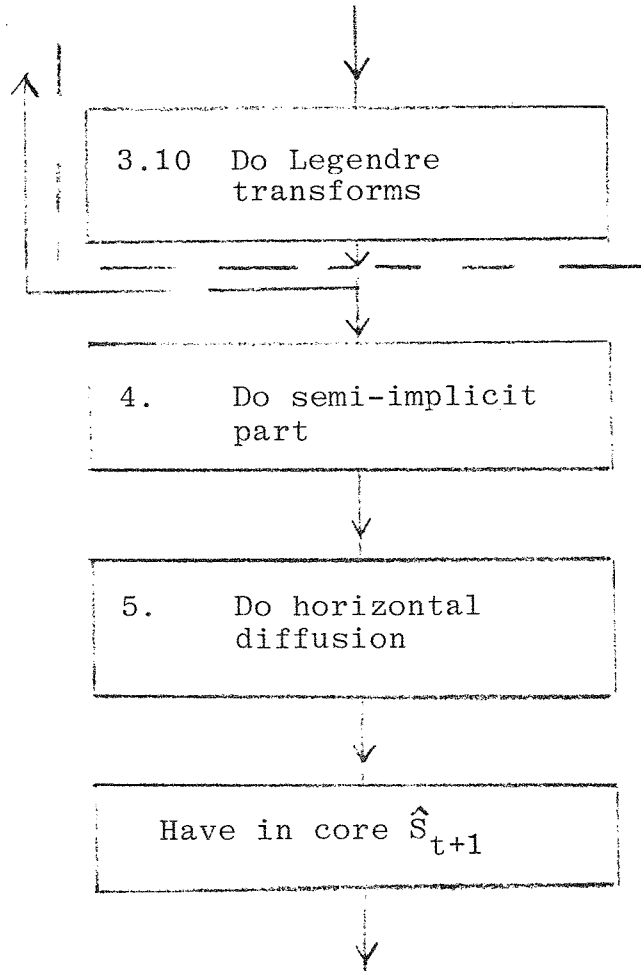 3.10 Do Legendre
transforms
4. Do semi-implicit
part
5. Do horizontal
diffusion
Have in core Ŝt+1